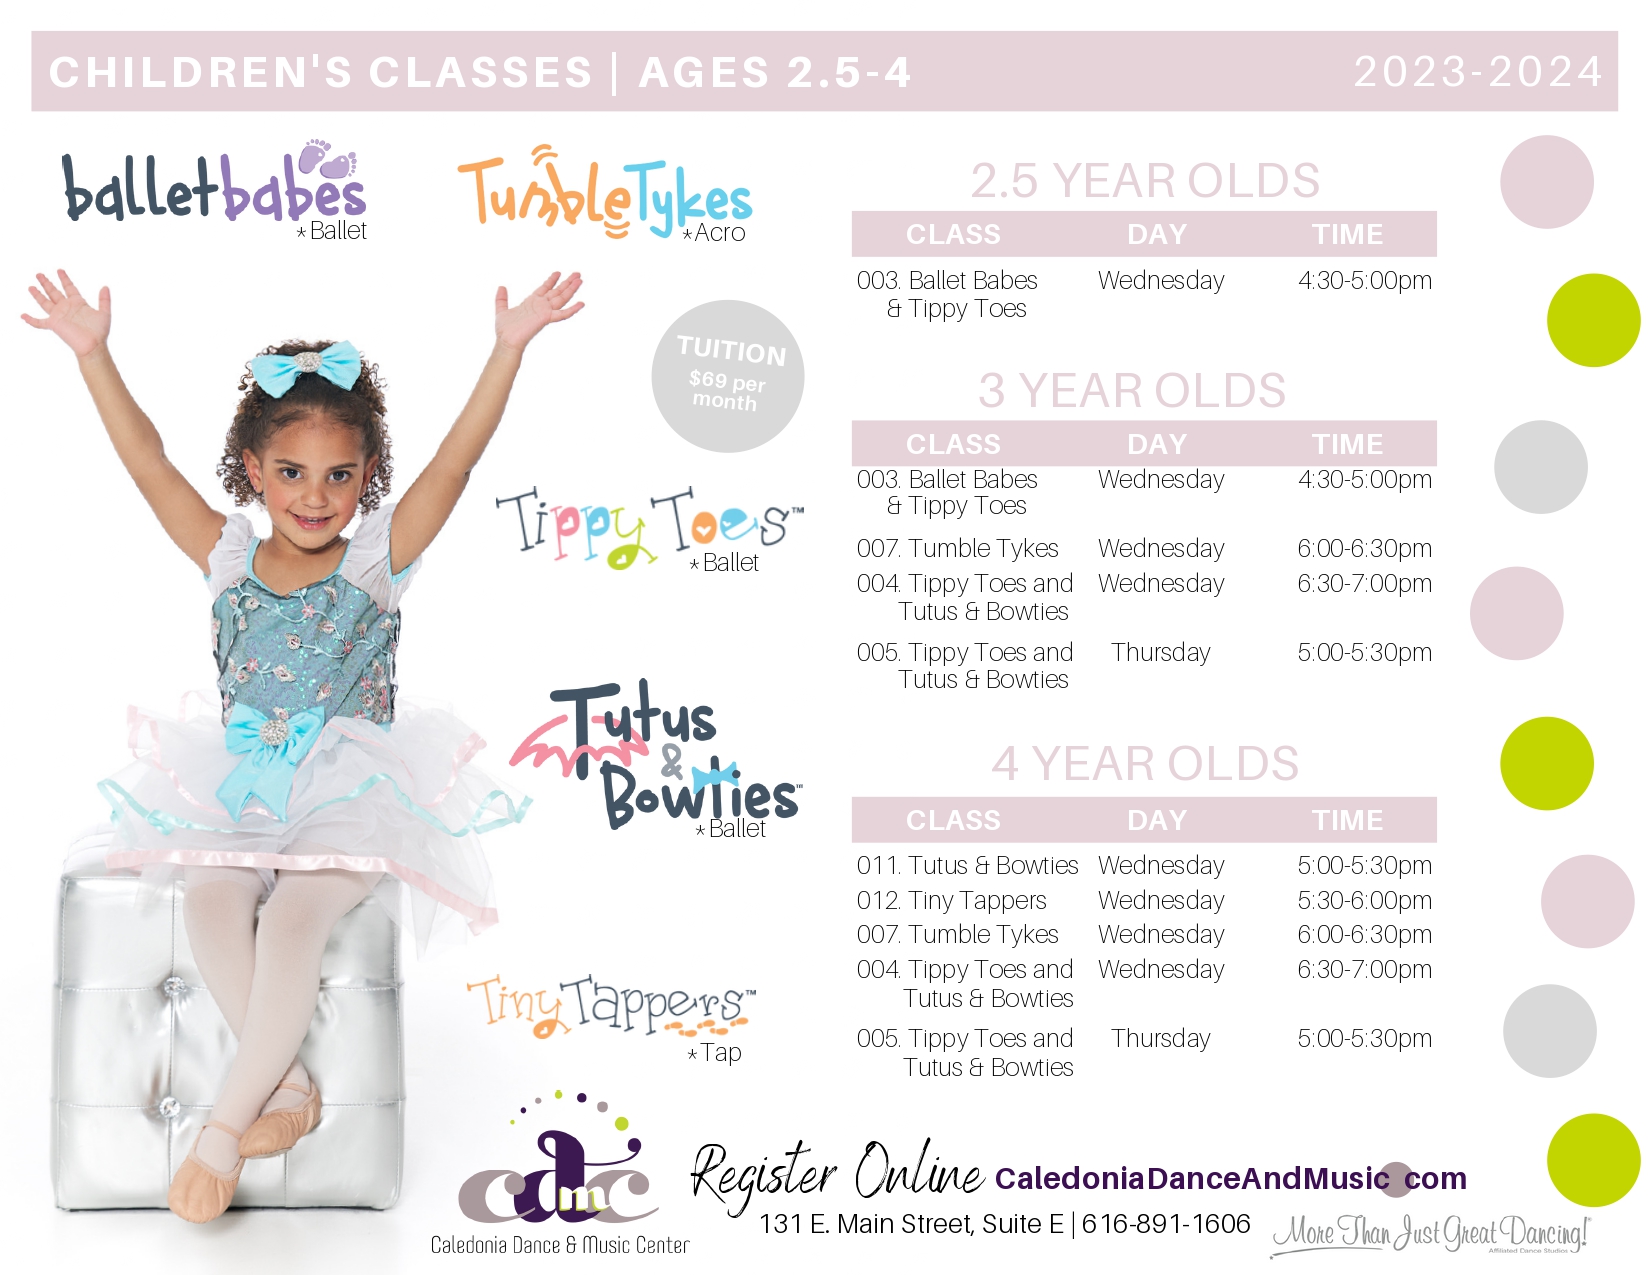 CHILDREN'S CLASSES | AGES 2.5-4
2023-2024
balletbabes
*Ballet
TumbleTykes
*Acro
TUITION
$69 per
month
Tippy Toes™
*Ballet
Tutus
&
Bowties™
*Ballet
TinyTappers™
*Tap
2.5 YEAR OLDS
CLASS DAY TIME
003. Ballet Babes Wednesday 4:30-5:00pm
& Tippy Toes
3 YEAR OLDS
CLASS DAY TIME
003. Ballet Babes Wednesday 4:30-5:00pm
& Tippy Toes
007. Tumble Tykes Wednesday 6:00-6:30pm
004. Tippy Toes and Wednesday 6:30-7:00pm
Tutus & Bowties
005. Tippy Toes and Thursday 5:00-5:30pm
Tutus & Bowties
4 YEAR OLDS
CLASS DAY TIME
011. Tutus & Bowties Wednesday 5:00-5:30pm
012. Tiny Tappers Wednesday 5:30-6:00pm
007. Tumble Tykes Wednesday 6:00-6:30pm
004. Tippy Toes and Wednesday 6:30-7:00pm
Tutus & Bowties
005. Tippy Toes and Thursday 5:00-5:30pm
Tutus & Bowties
cdmc
Caledonia Dance & Music Center
Register Online CaledoniaDanceAndMusic com
131 E. Main Street, Suite E | 616-891-1606
More Than Just Great Dancing!®
Affiliated Dance Studios